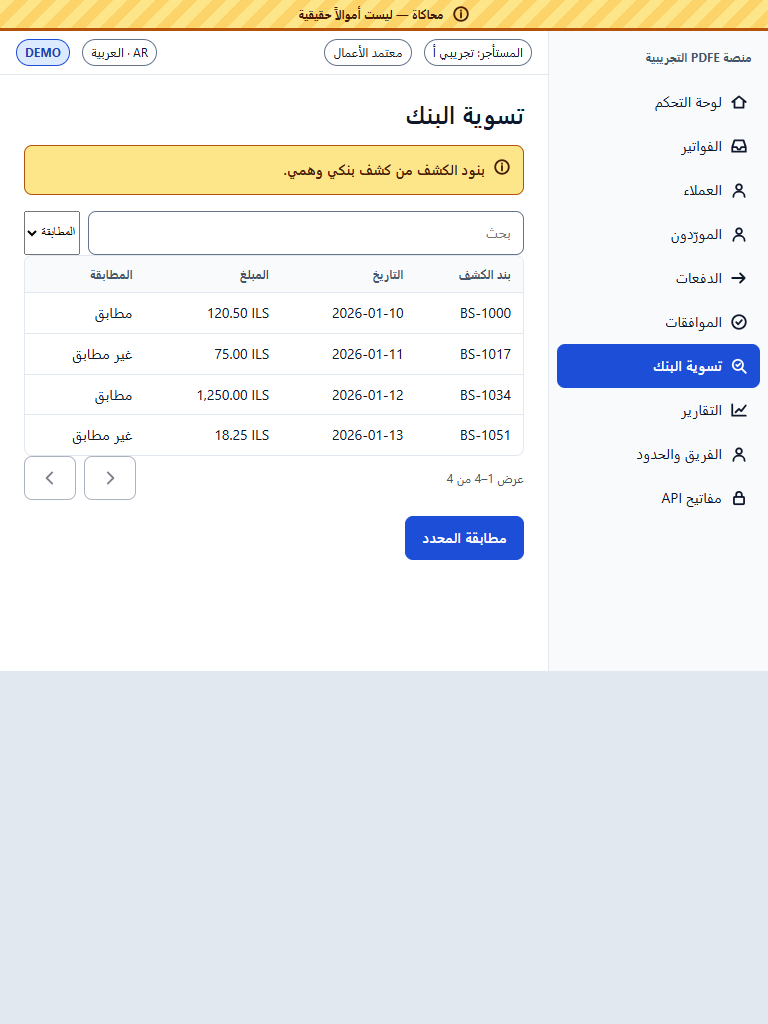 محاكاة — ليست أموالاً حقيقية
منصة PDFE التجريبية
لوحة التحكم
الفواتير
العملاء
المورّدون
الدفعات
الموافقات
تسوية البنك
التقارير
الفريق والحدود
مفاتيح API
المستأجر: تجريبي أ
معتمد الأعمال
AR · العربية
DEMO
تسوية البنك
بنود الكشف من كشف بنكي وهمي.
بحث
المطابقة
بند الكشف التاريخ المبلغ المطابقة
BS-1000 2026-01-10 120.50 ILS مطابق
BS-1017 2026-01-11 75.00 ILS غير مطابق
BS-1034 2026-01-12 1,250.00 ILS مطابق
BS-1051 2026-01-13 18.25 ILS غير مطابق
عرض 1–4 من 4
مطابقة المحدد